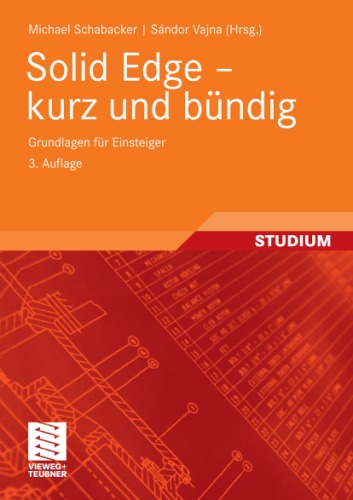 Michael Schabacker | Sándor Vajna (Hrsg.)
Solid Edge –
kurz und bündig
Grundlagen für Einsteiger
3. Auflage
STUDIUM
VIEWEG+
TEUBNER